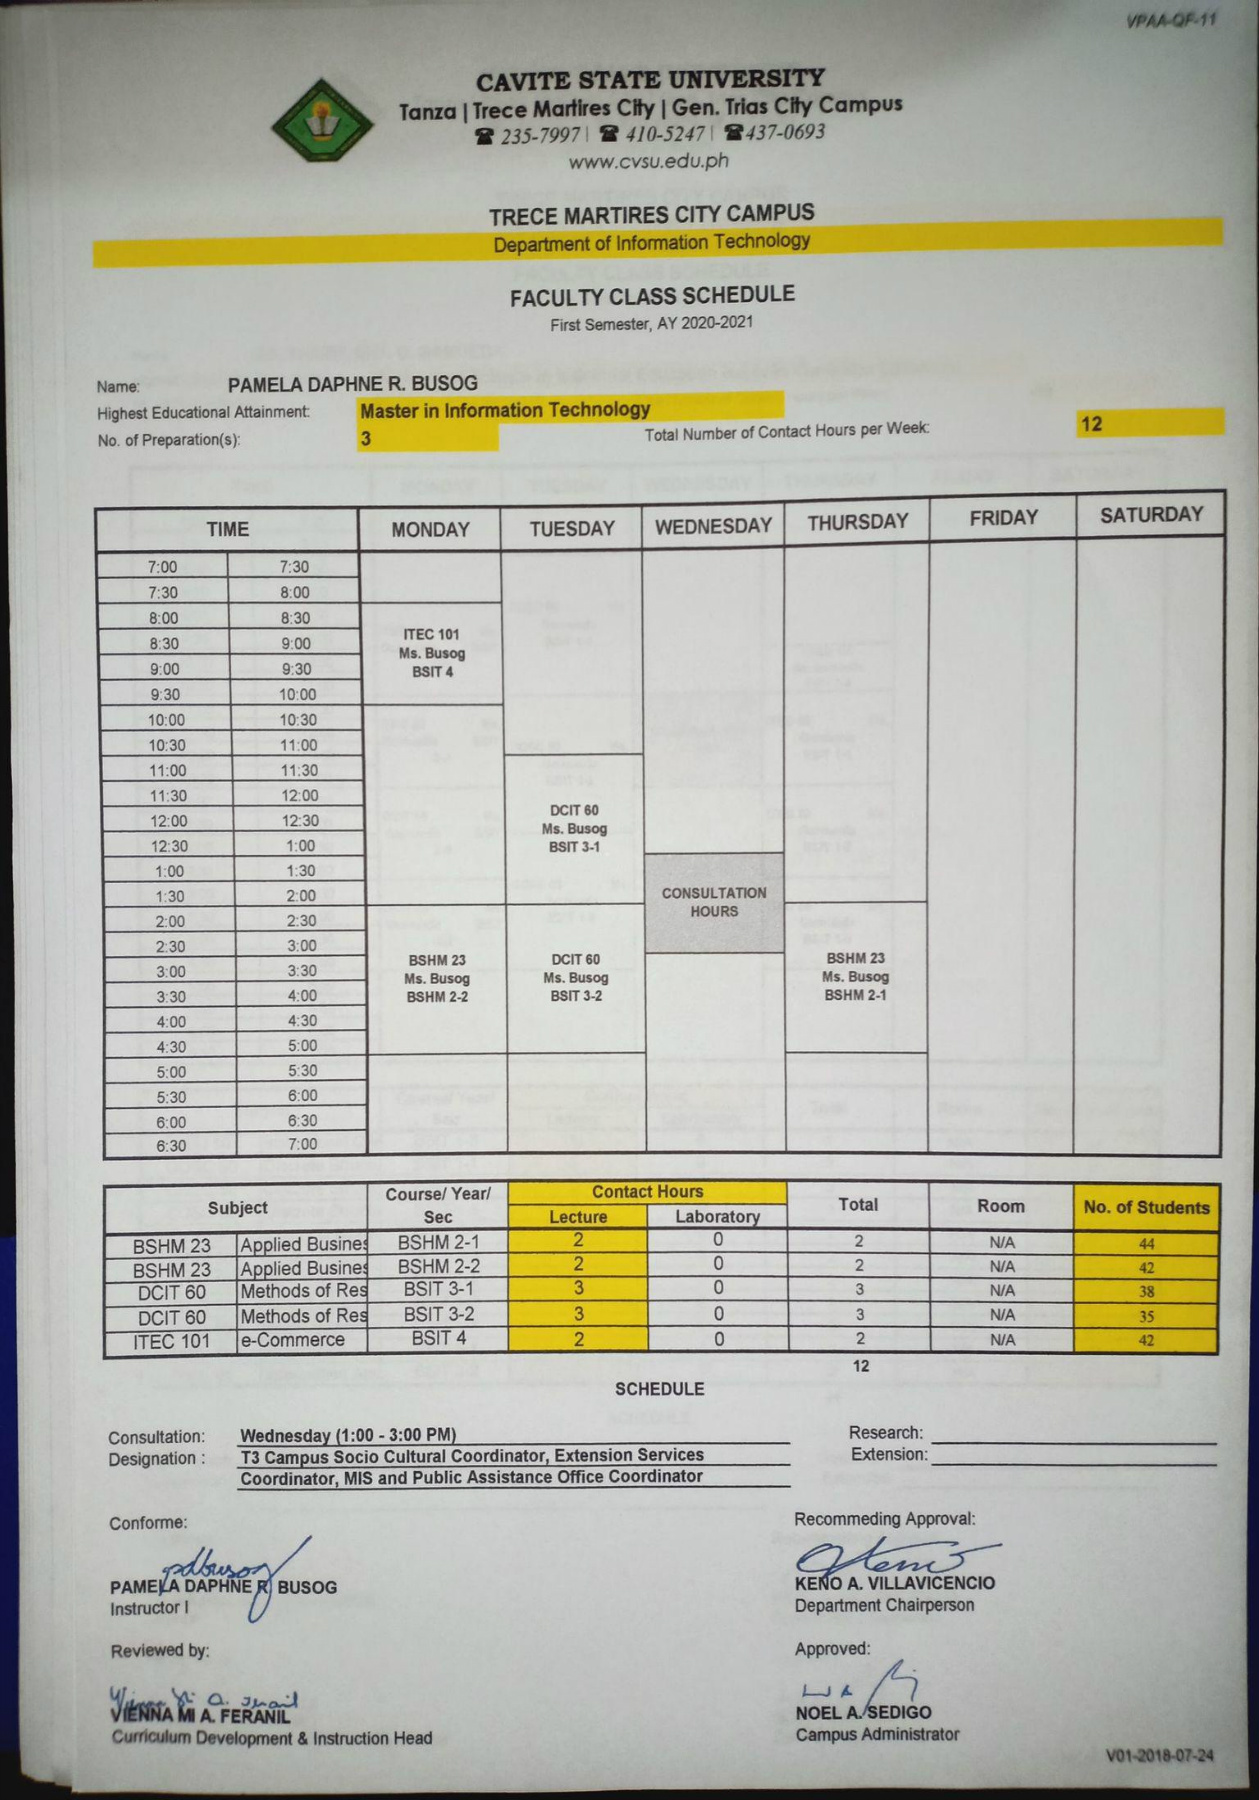 VPAA-QF-11
CAVITE STATE UNIVERSITY
Tanza | Trece Martires City | Gen. Trias City Campus
☎ 235-7997 | ☎ 410-5247 | ☎ 437-0693
www.cvsu.edu.ph
TRECE MARTIRES CITY CAMPUS
Department of Information Technology
FACULTY CLASS SCHEDULE
First Semester, AY 2020-2021
Name: PAMELA DAPHNE R. BUSOG
Highest Educational Attainment: Master in Information Technology
No. of Preparation(s): 3 Total Number of Contact Hours per Week: 12
TIME MONDAY TUESDAY WEDNESDAY THURSDAY FRIDAY SATURDAY
7:00 7:30
7:30 8:00
8:00 8:30
8:30 9:00
9:00 9:30
9:30 10:00
10:00 10:30
10:30 11:00
11:00 11:30
11:30 12:00
12:00 12:30
12:30 1:00
1:00 1:30
1:30 2:00
2:00 2:30
2:30 3:00
3:00 3:30
3:30 4:00
4:00 4:30
4:30 5:00
5:00 5:30
5:30 6:00
6:00 6:30
6:30 7:00
ITEC 101
Ms. Busog
BSIT 4
BSHM 23
Ms. Busog
BSHM 2-2
DCIT 60
Ms. Busog
BSIT 3-1
DCIT 60
Ms. Busog
BSIT 3-2
CONSULTATION
HOURS
BSHM 23
Ms. Busog
BSHM 2-1
Subject Course/ Year/ Sec Contact Hours Total Room No. of Students
Lecture Laboratory
BSHM 23 Applied Busines BSHM 2-1 2 0 2 N/A 44
BSHM 23 Applied Busines BSHM 2-2 2 0 2 N/A 42
DCIT 60 Methods of Res BSIT 3-1 3 0 3 N/A 38
DCIT 60 Methods of Res BSIT 3-2 3 0 3 N/A 35
ITEC 101 e-Commerce BSIT 4 2 0 2 N/A 42
12
SCHEDULE
Consultation: Wednesday (1:00 - 3:00 PM) Research:
Designation : T3 Campus Socio Cultural Coordinator, Extension Services Extension:
Coordinator, MIS and Public Assistance Office Coordinator
Conforme: Recommeding Approval:
pdbusog
PAMELA DAPHNE R. BUSOG KENO A. VILLAVICENCIO
Instructor I Department Chairperson
Reviewed by: Approved:
VIENNA MI A. FERANIL NOEL A. SEDIGO
Curriculum Development & Instruction Head Campus Administrator
V01-2018-07-24